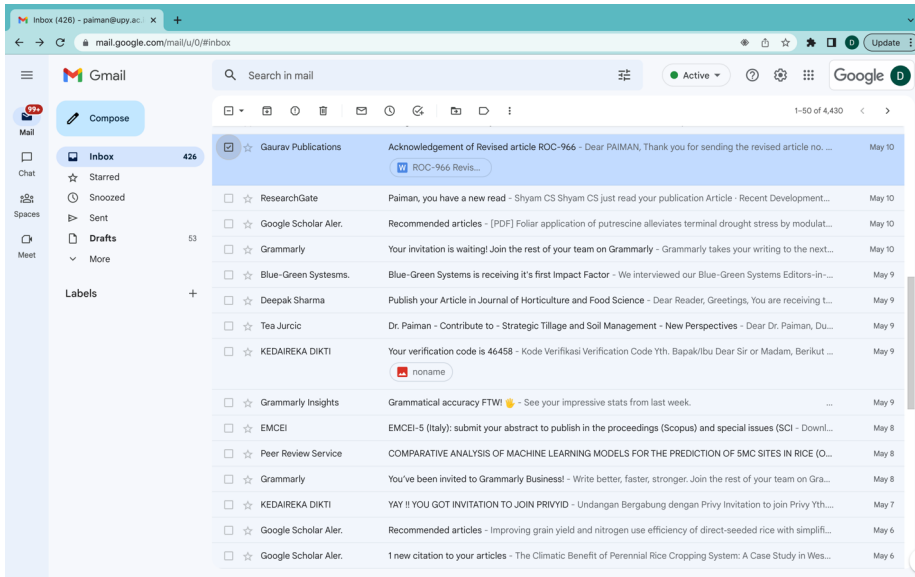 Inbox (426) - paiman@upy.ac.i
mail.google.com/mail/u/0/#inbox
D
Update
Gmail
Search in mail
Active
Google D
99+
Mail
Chat
Spaces
Meet
Compose
Inbox 426
Starred
Snoozed
Sent
Drafts 53
More
Labels
1–50 of 4,430
Gaurav Publications Acknowledgement of Revised article ROC-966 - Dear PAIMAN, Thank you for sending the revised article no. ... May 10
W ROC-966 Revis...
ResearchGate Paiman, you have a new read - Shyam CS Shyam CS just read your publication Article · Recent Development... May 10
Google Scholar Aler. Recommended articles - [PDF] Foliar application of putrescine alleviates terminal drought stress by modulat... May 10
Grammarly Your invitation is waiting! Join the rest of your team on Grammarly - Grammarly takes your writing to the next... May 10
Blue-Green Systesms. Blue-Green Systems is receiving it's first Impact Factor - We interviewed our Blue-Green Systems Editors-in-... May 9
Deepak Sharma Publish your Article in Journal of Horticulture and Food Science - Dear Reader, Greetings, You are receiving t... May 9
Tea Jurcic Dr. Paiman - Contribute to - Strategic Tillage and Soil Management - New Perspectives - Dear Dr. Paiman, Du... May 9
KEDAIREKA DIKTI Your verification code is 46458 - Kode Verifikasi Verification Code Yth. Bapak/Ibu Dear Sir or Madam, Berikut ... May 9
noname
Grammarly Insights Grammatical accuracy FTW! 🖐 - See your impressive stats from last week. ... May 9
EMCEI EMCEI-5 (Italy): submit your abstract to publish in the proceedings (Scopus) and special issues (SCI - Downl... May 8
Peer Review Service COMPARATIVE ANALYSIS OF MACHINE LEARNING MODELS FOR THE PREDICTION OF 5MC SITES IN RICE (O... May 8
Grammarly You've been invited to Grammarly Business! - Write better, faster, stronger. Join the rest of your team on Gra... May 8
KEDAIREKA DIKTI YAY !! YOU GOT INVITATION TO JOIN PRIVYID - Undangan Bergabung dengan Privy Invitation to join Privy Yth.... May 7
Google Scholar Aler. Recommended articles - Improving grain yield and nitrogen use efficiency of direct-seeded rice with simplifi... May 6
Google Scholar Aler. 1 new citation to your articles - The Climatic Benefit of Perennial Rice Cropping System: A Case Study in Wes... May 6